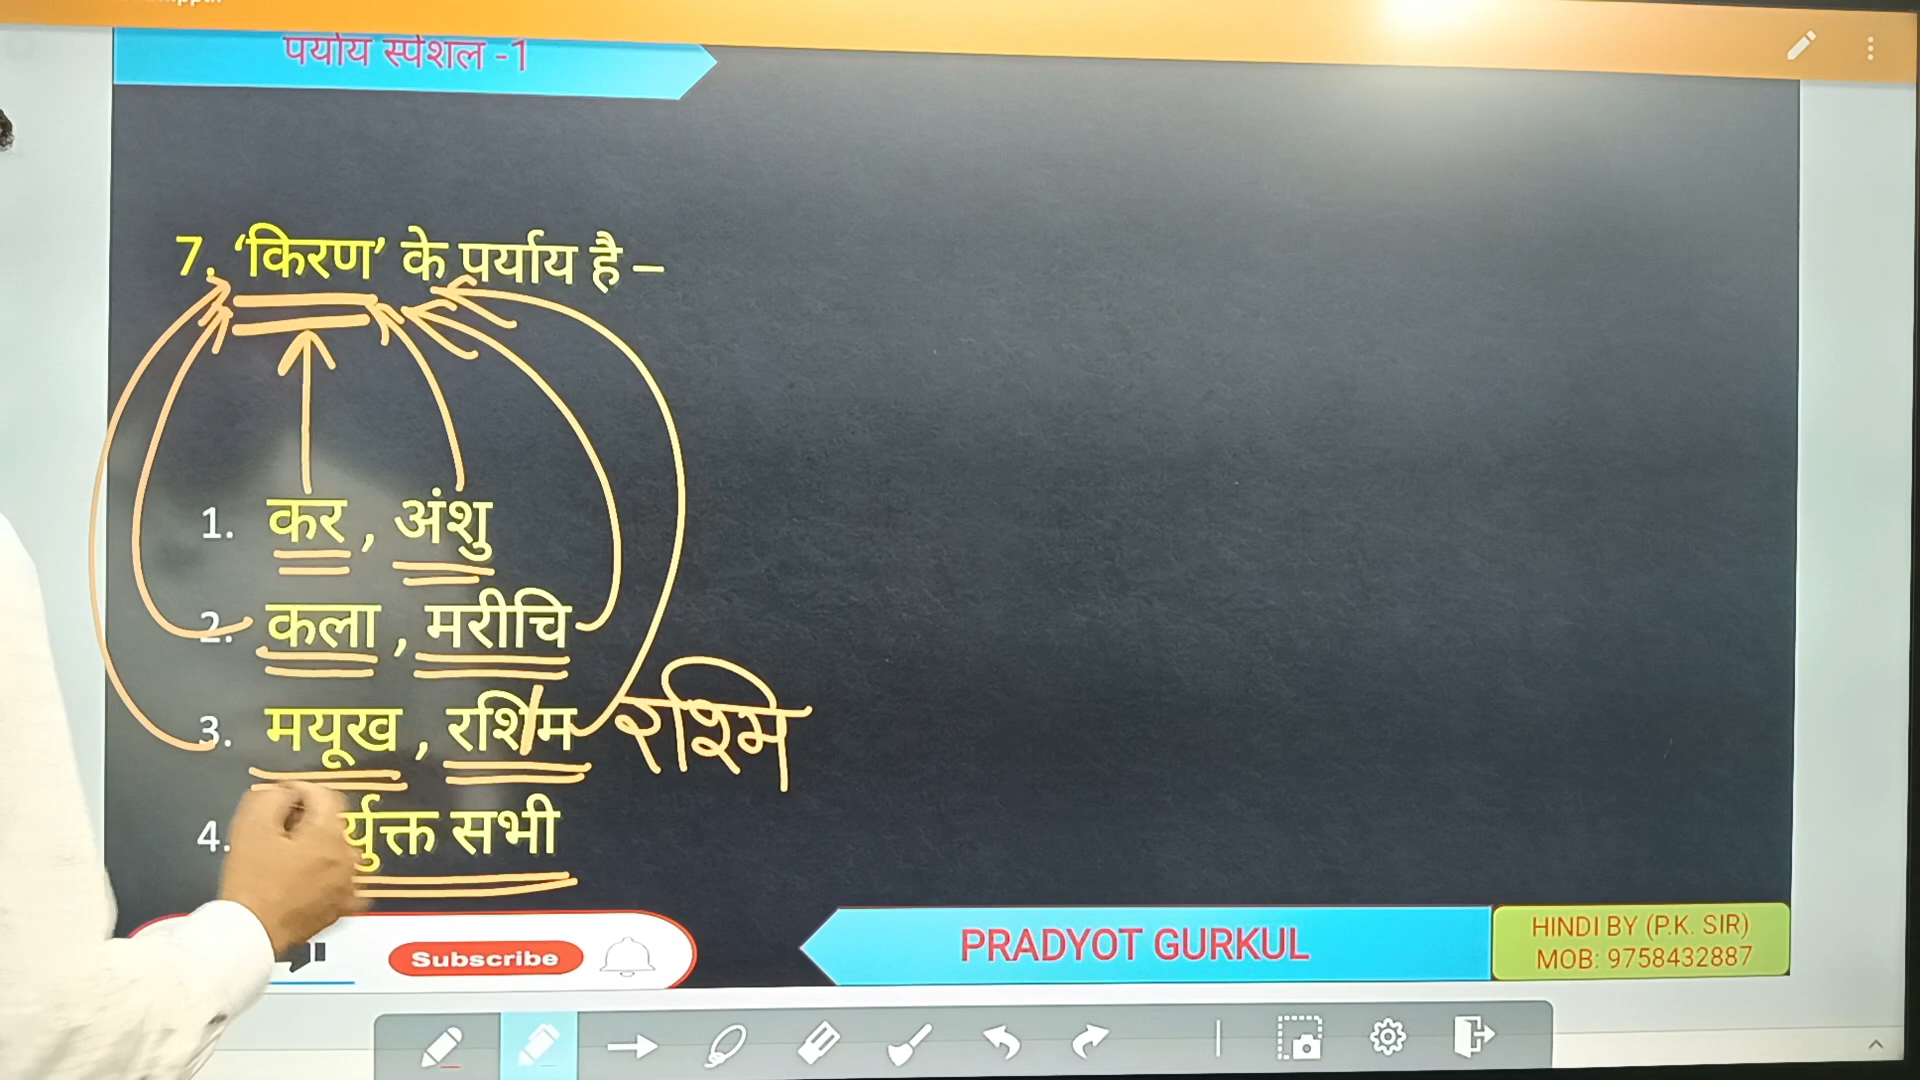 पर्याय स्पेशल -1
7. ‘किरण’ के पर्याय है –
1. कर , अंशु
2. कला , मरीचि
3. मयूख , रशिम रश्मि
4. सभी
Subscribe
PRADYOT GURKUL
HINDI BY (P.K. SIR)
MOB: 9758432887